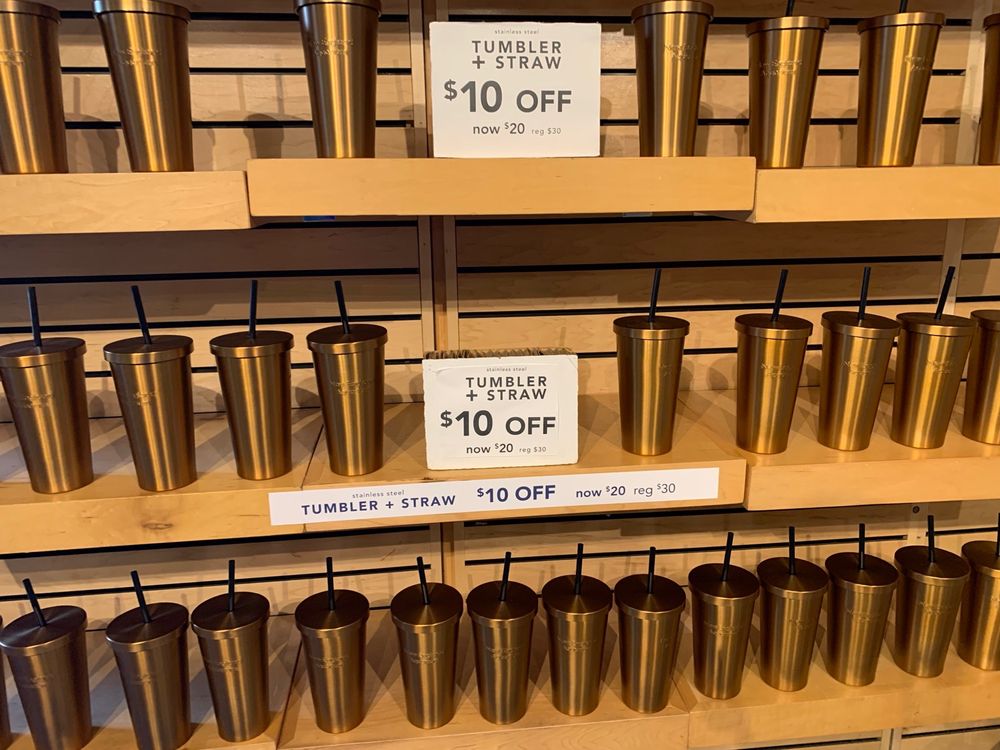 stainless steel
TUMBLER
+ STRAW
$10 OFF
now $20 reg $30
stainless steel
TUMBLER
+ STRAW
$10 OFF
now $20 reg $30
stainless steel
TUMBLER + STRAW $10 OFF now $20 reg $30